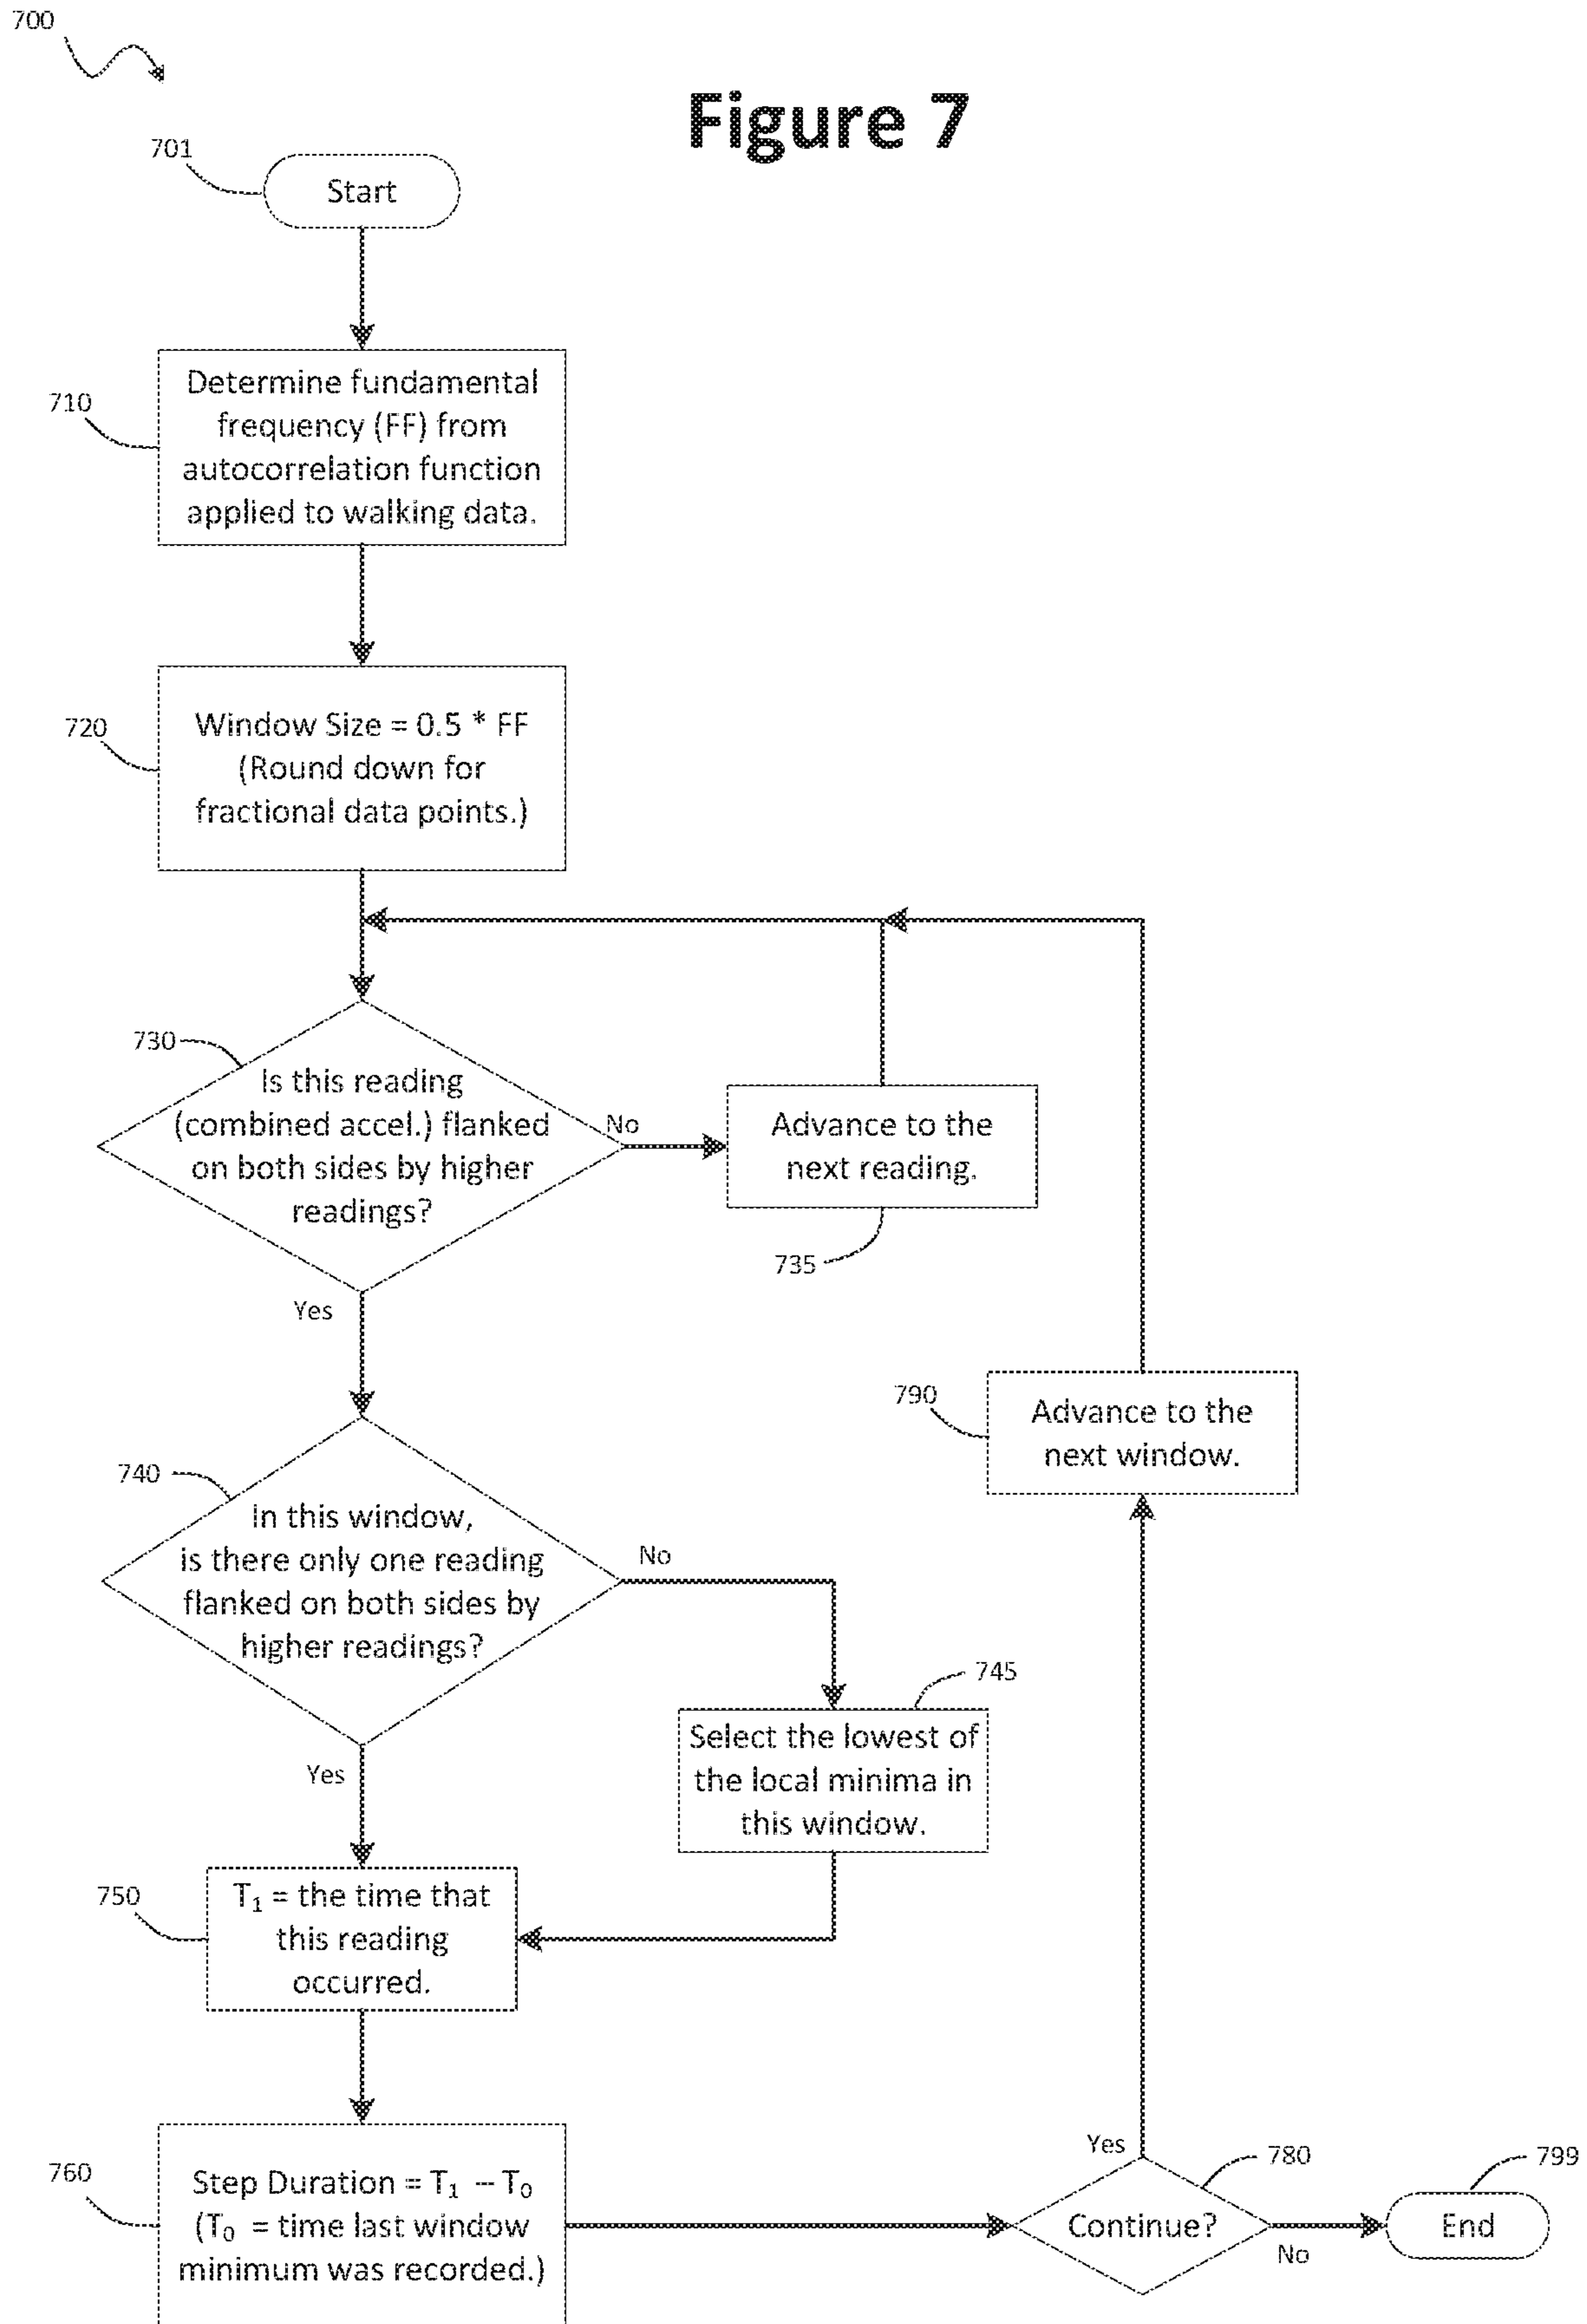 700
Figure 7
701
Start
710
Determine fundamental
frequency (FF) from
autocorrelation function
applied to walking data.
720
Window Size = 0.5 * FF
(Round down for
fractional data points.)
730
Is this reading
(combined accel.) flanked
on both sides by higher
readings?
No
Advance to the
next reading.
735
Yes
790
Advance to the
next window.
740
In this window,
is there only one reading
flanked on both sides by
higher readings?
No
745
Select the lowest of
the local minima in
this window.
Yes
750
T₁ = the time that
this reading
occurred.
760
Step Duration = T₁ – T₀
(T₀ = time last window
minimum was recorded.)
Yes
780
Continue?
No
799
End